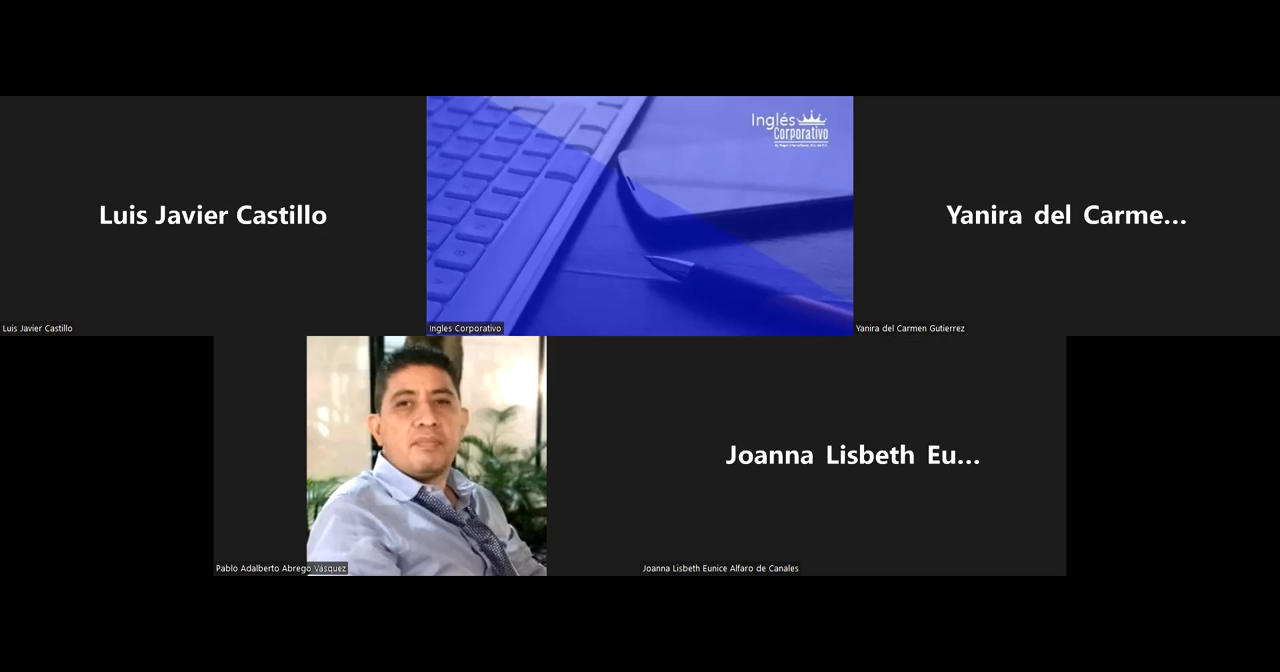 Luis Javier Castillo
Luis Javier Castillo
Inglés
Corporativo
Ingles Corporativo
Yanira del Carme...
Yanira del Carmen Gutierrez
Pablo Adalberto Abrego Vásquez
Joanna Lisbeth Eu...
Joanna Lisbeth Eunice Alfaro de Canales